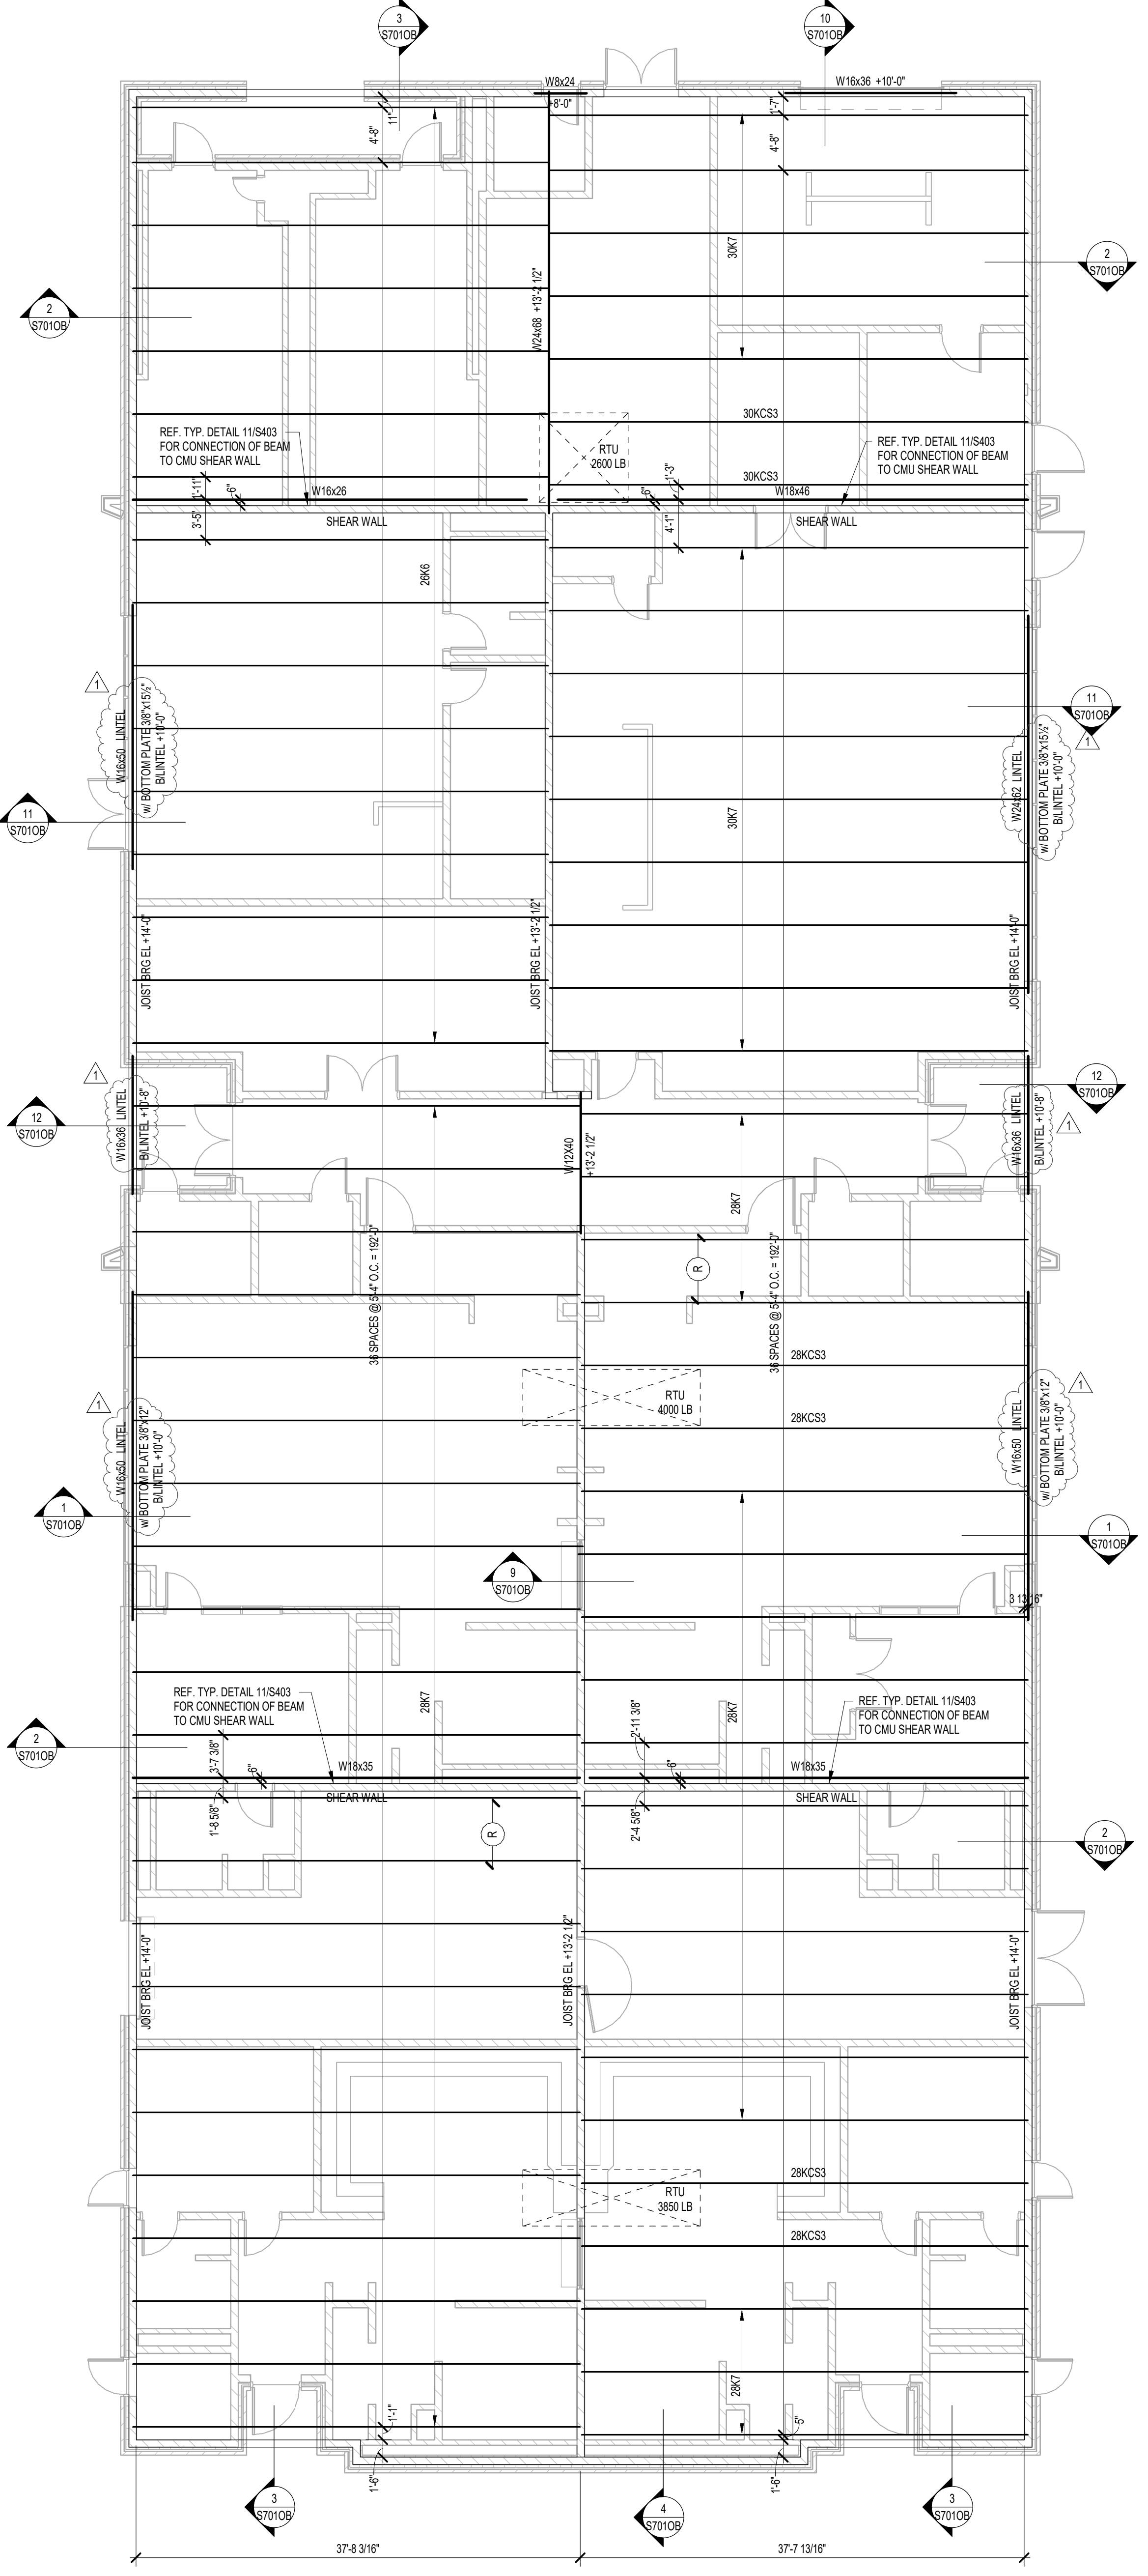 3
S701OB
10
S701OB
W8x24
+8'-0"
W16x36 +10'-0"
11"
4'-8"
1'-7"
4'-8"
30K7
2
S701OB
2
S701OB
W24x68 +13'-2 1/2"
30KCS3
REF. TYP. DETAIL 11/S403
FOR CONNECTION OF BEAM
TO CMU SHEAR WALL
RTU
2600 LB
REF. TYP. DETAIL 11/S403
FOR CONNECTION OF BEAM
TO CMU SHEAR WALL
30KCS3
1'-11"
6"
W16x26
1'-3"
6"
W18x46
3'-5"
SHEAR WALL
4'-1"
SHEAR WALL
26K6
1
W16x50 LINTEL
w/ BOTTOM PLATE 3/8"x15½"
B/LINTEL +10'-0"
11
S701OB
1
W24x62 LINTEL
w/ BOTTOM PLATE 3/8"x15½"
B/LINTEL +10'-0"
11
S701OB
30K7
JOIST BRG EL +14'-0"
JOIST BRG EL +13'-2 1/2"
JOIST BRG EL +14'-0"
1
W16x36 LINTEL
B/LINTEL +10'-8"
12
S701OB
12
S701OB
W16x36 LINTEL
B/LINTEL +10'-8"
1
W12X40
+13'-2 1/2"
28K7
36 SPACES @ 5'-4" O.C. = 192'-0"
R
36 SPACES @ 5'-4" O.C. = 192'-0"
28KCS3
RTU
4000 LB
28KCS3
1
W16x50 LINTEL
w/ BOTTOM PLATE 3/8"x12"
B/LINTEL +10'-0"
1
W16x50 LINTEL
w/ BOTTOM PLATE 3/8"x12"
B/LINTEL +10'-0"
1
S701OB
1
S701OB
9
S701OB
3 13/16"
REF. TYP. DETAIL 11/S403
FOR CONNECTION OF BEAM
TO CMU SHEAR WALL
28K7
2'-11 3/8"
28K7
REF. TYP. DETAIL 11/S403
FOR CONNECTION OF BEAM
TO CMU SHEAR WALL
2
S701OB
3'-7 3/8"
6"
W18x35
6"
W18x35
SHEAR WALL
SHEAR WALL
1'-8 5/8"
R
2'-4 5/8"
2
S701OB
JOIST BRG EL +14'-0"
JOIST BRG EL +13'-2 1/2"
JOIST BRG EL +14'-0"
28KCS3
RTU
3850 LB
28KCS3
28K7
1'-1"
5"
1'-6"
1'-6"
3
S701OB
4
S701OB
3
S701OB
37'-8 3/16"
37'-7 13/16"